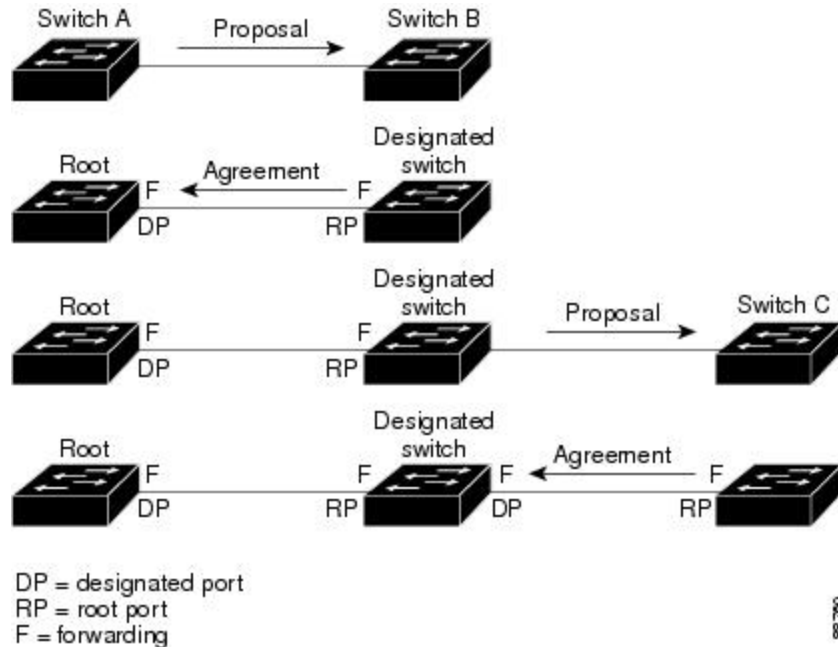 Switch A
Proposal
Switch B
Root
F
DP
Agreement
Designated
switch
F
RP
Root
F
DP
Designated
switch
F
RP
Proposal
Switch C
Root
F
DP
Designated
switch
F
RP
F
DP
Agreement
F
RP
DP = designated port
RP = root port
F = forwarding